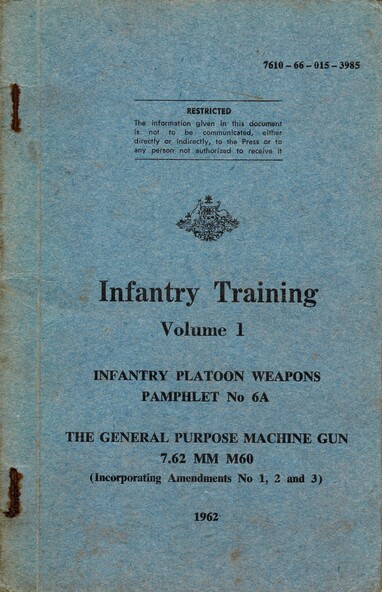 7610-66-015-3985
RESTRICTED
The information given in this document
is not to be communicated, either
directly or indirectly, to the Press or to
any person not authorized to receive it
Infantry Training
Volume 1
INFANTRY PLATOON WEAPONS
PAMPHLET No 6A
THE GENERAL PURPOSE MACHINE GUN
7.62 MM M60
(Incorporating Amendments No 1, 2 and 3)
1962